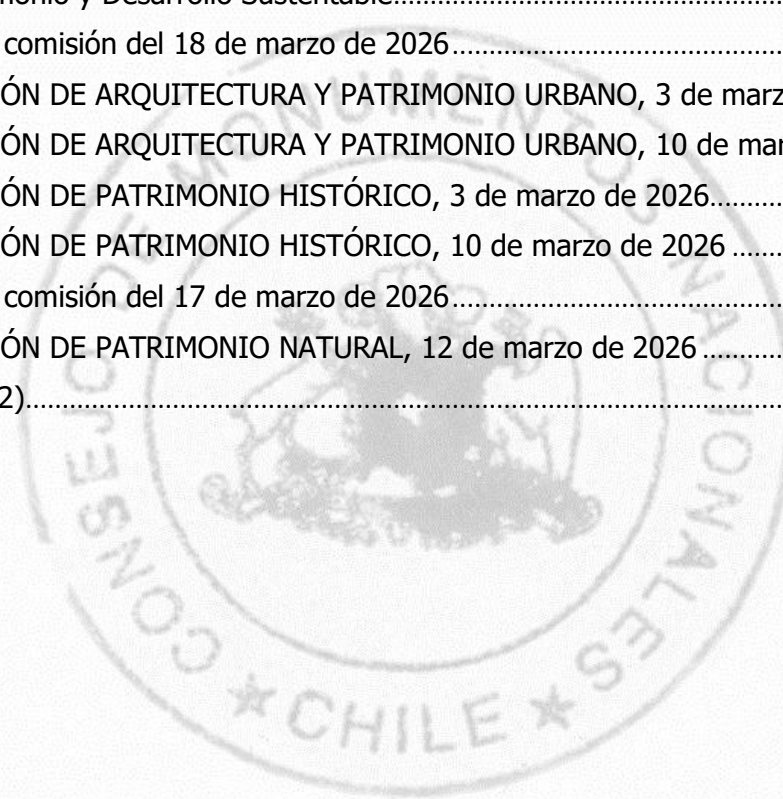 monio y Desarrollo Sustentable
comisión del 18 de marzo de 2026
ÓN DE ARQUITECTURA Y PATRIMONIO URBANO, 3 de marz
ÓN DE ARQUITECTURA Y PATRIMONIO URBANO, 10 de mar
ÓN DE PATRIMONIO HISTÓRICO, 3 de marzo de 2026
ÓN DE PATRIMONIO HISTÓRICO, 10 de marzo de 2026
comisión del 17 de marzo de 2026
ÓN DE PATRIMONIO NATURAL, 12 de marzo de 2026
2)
CONSEJO DE MONUMENTOS NACIONALES
★ CHILE ★